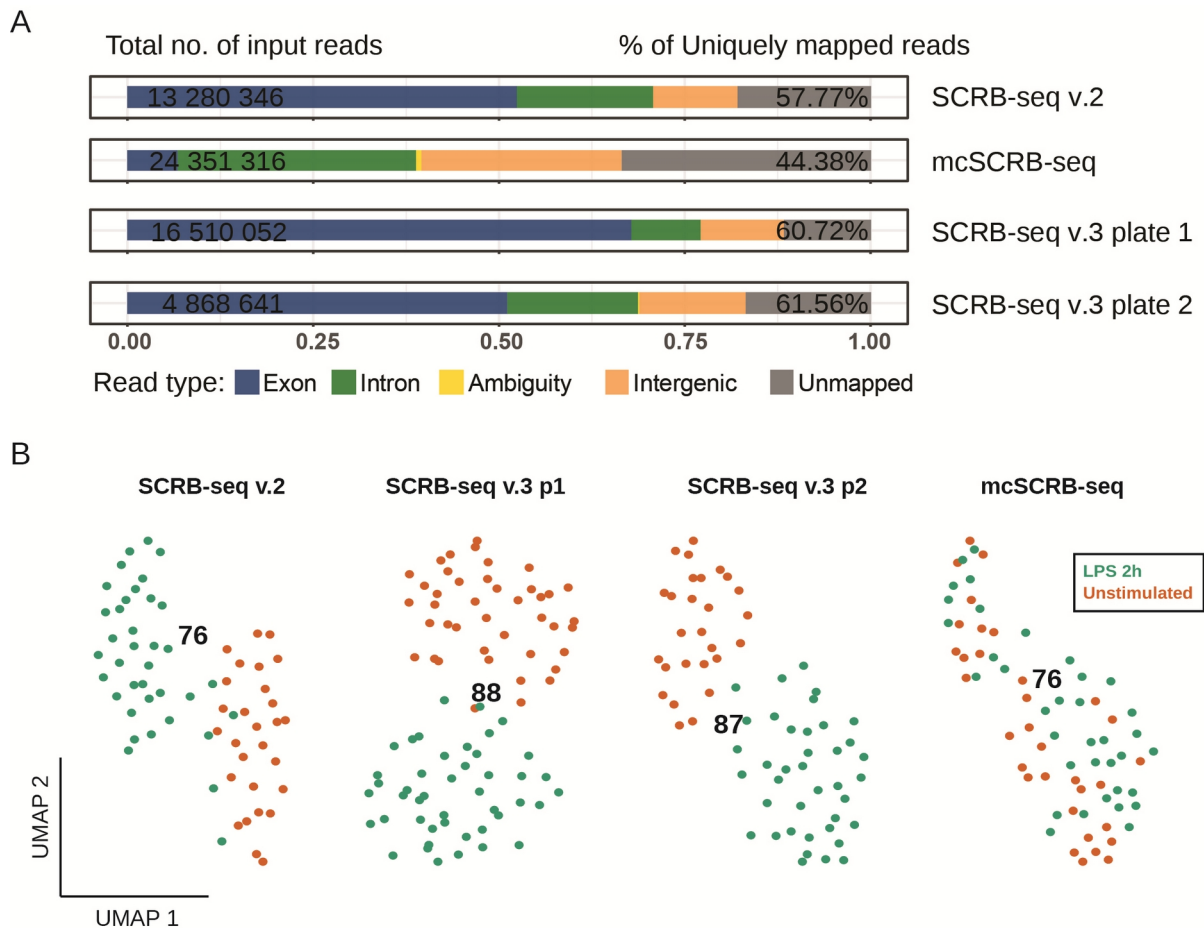 A
Total no. of input reads % of Uniquely mapped reads
13 280 346 57.77% SCRB-seq v.2
24 351 316 44.38% mcSCRB-seq
16 510 052 60.72% SCRB-seq v.3 plate 1
4 868 641 61.56% SCRB-seq v.3 plate 2
0.00 0.25 0.50 0.75 1.00
Read type: Exon Intron Ambiguity Intergenic Unmapped
B
SCRB-seq v.2 SCRB-seq v.3 p1 SCRB-seq v.3 p2 mcSCRB-seq
LPS 2h
Unstimulated
76 88 87 76
UMAP 2
UMAP 1